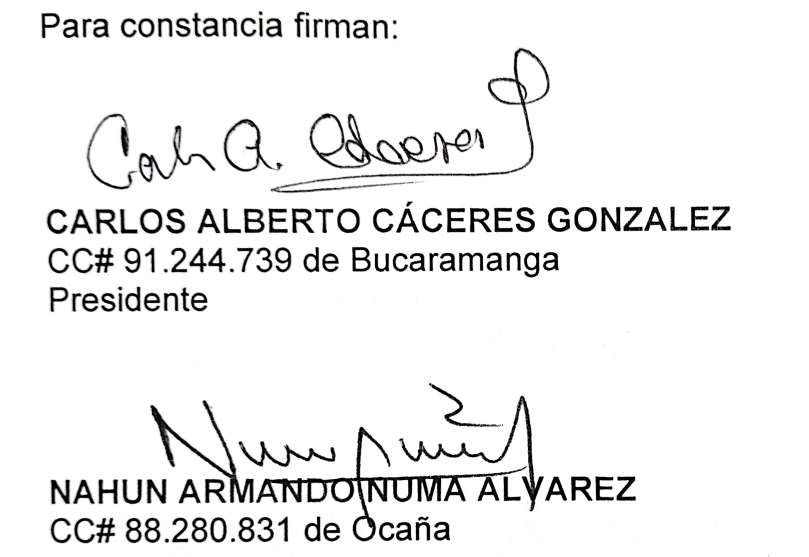 Para constancia firman:
CARLOS ALBERTO CÁCERES GONZALEZ
CC# 91.244.739 de Bucaramanga
Presidente
NAHUN ARMANDO NUMA ALVAREZ
CC# 88.280.831 de Ocaña